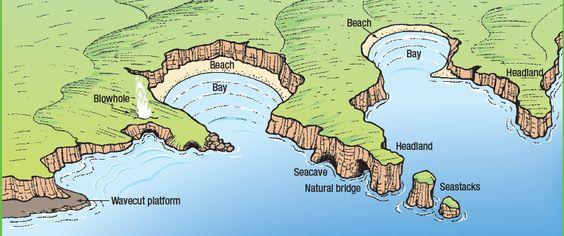 Beach
Bay
Blowhole
Wavecut platform
Beach
Bay
Headland
Headland
Seacave
Natural bridge
Seastacks